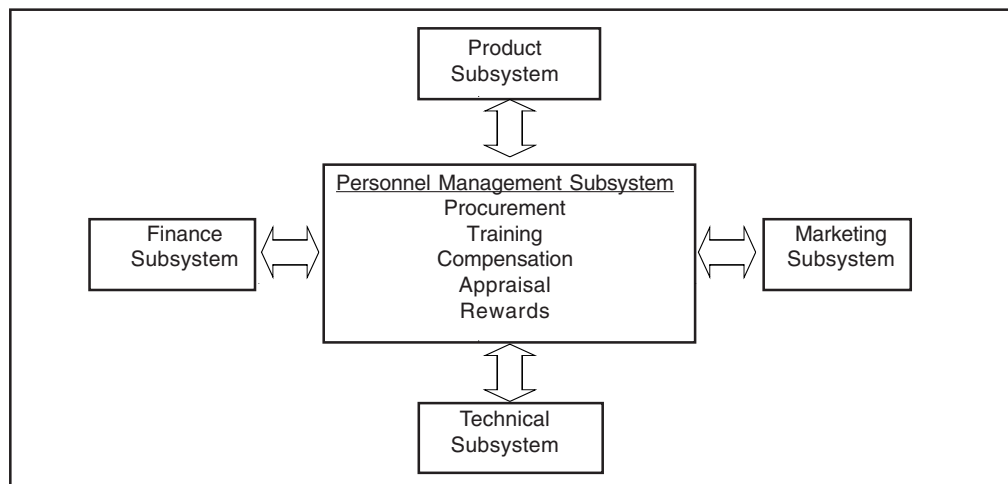 Product
Subsystem
Personnel Management Subsystem
Procurement
Training
Compensation
Appraisal
Rewards
Finance
Subsystem
Marketing
Subsystem
Technical
Subsystem